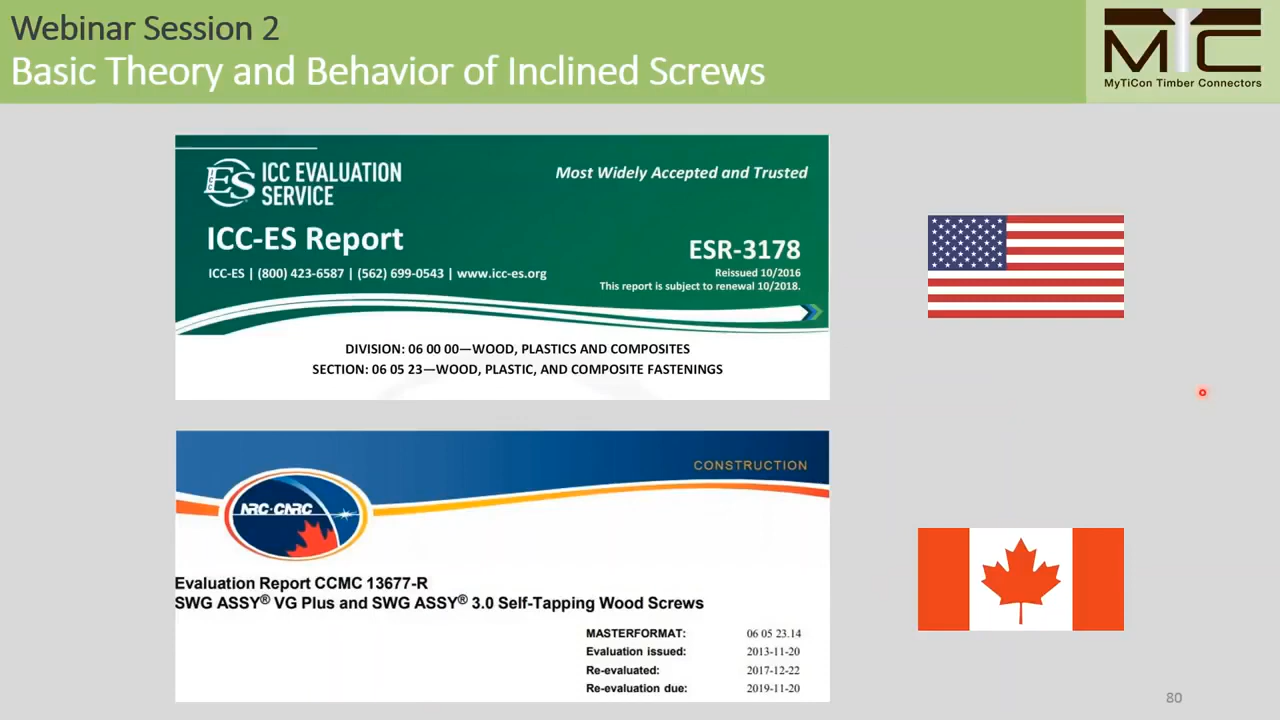 Webinar Session 2
Basic Theory and Behavior of Inclined Screws
MYTC
MyTiCon Timber Connectors
ES ICC EVALUATION
SERVICE
Most Widely Accepted and Trusted
ICC-ES Report
ESR-3178
ICC-ES | (800) 423-6587 | (562) 699-0543 | www.icc-es.org
Reissued 10/2016
This report is subject to renewal 10/2018.
DIVISION: 06 00 00—WOOD, PLASTICS AND COMPOSITES
SECTION: 06 05 23—WOOD, PLASTIC, AND COMPOSITE FASTENINGS
CONSTRUCTION
NRC·CNRC
Evaluation Report CCMC 13677-R
SWG ASSY® VG Plus and SWG ASSY® 3.0 Self-Tapping Wood Screws
MASTERFORMAT: 06 05 23.14
Evaluation issued: 2013-11-20
Re-evaluated: 2017-12-22
Re-evaluation due: 2019-11-20
80